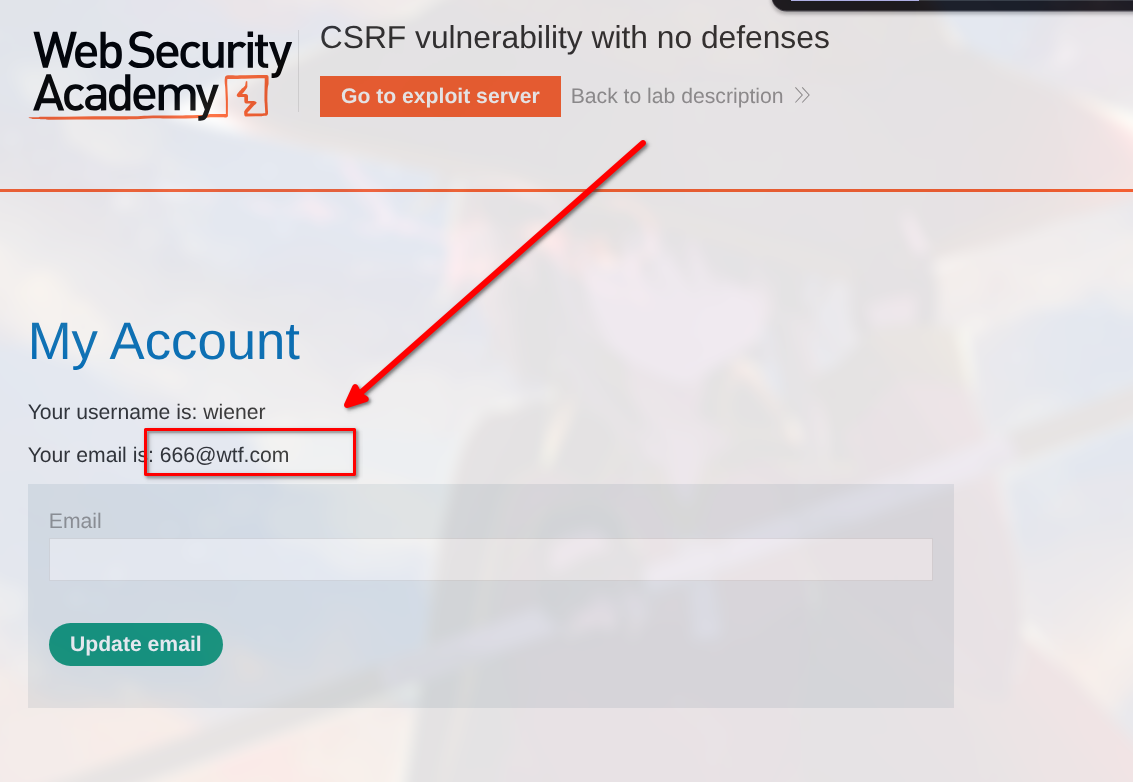 Web Security
Academy
CSRF vulnerability with no defenses
Go to exploit server
Back to lab description
My Account
Your username is: wiener
Your email is: 666@wtf.com
Email
Update email